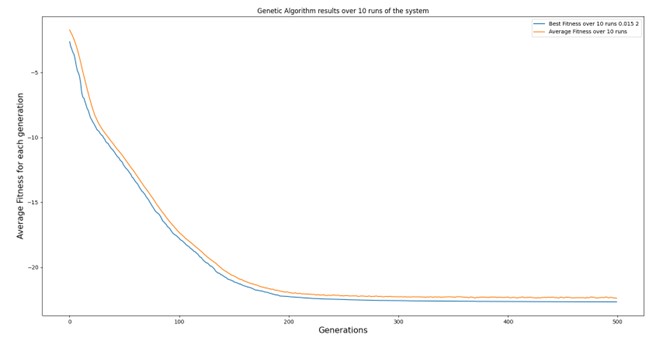 Genetic Algorithm results over 10 runs of the system
Best Fitness over 10 runs 0.015 2
Average Fitness over 10 runs
Average Fitness for each generation
−5
−10
−15
−20
0
100
200
300
400
500
Generations